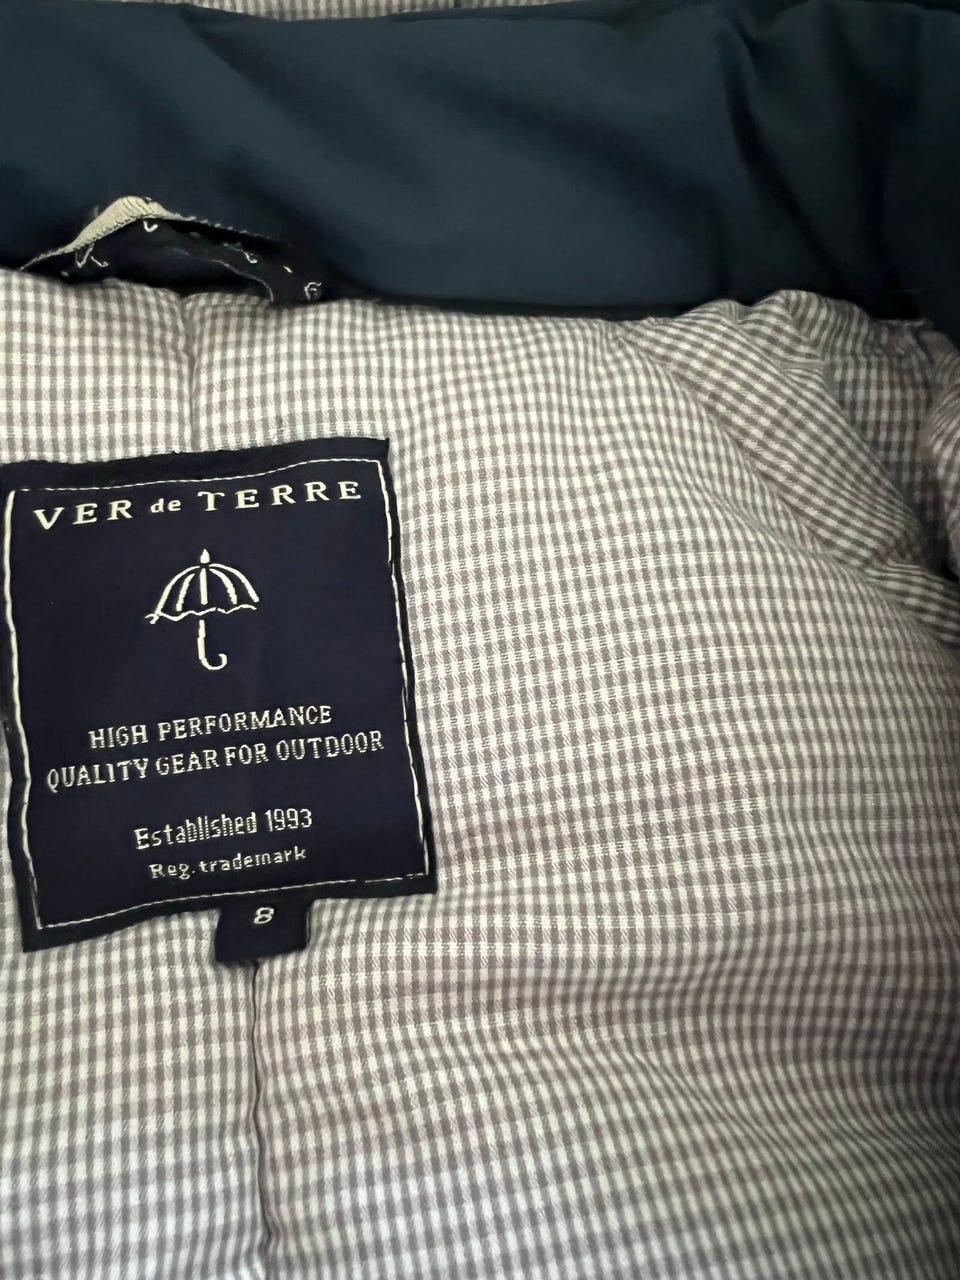 VER de TERRE
HIGH PERFORMANCE
QUALITY GEAR FOR OUTDOOR
Established 1993
Reg. trademark
8